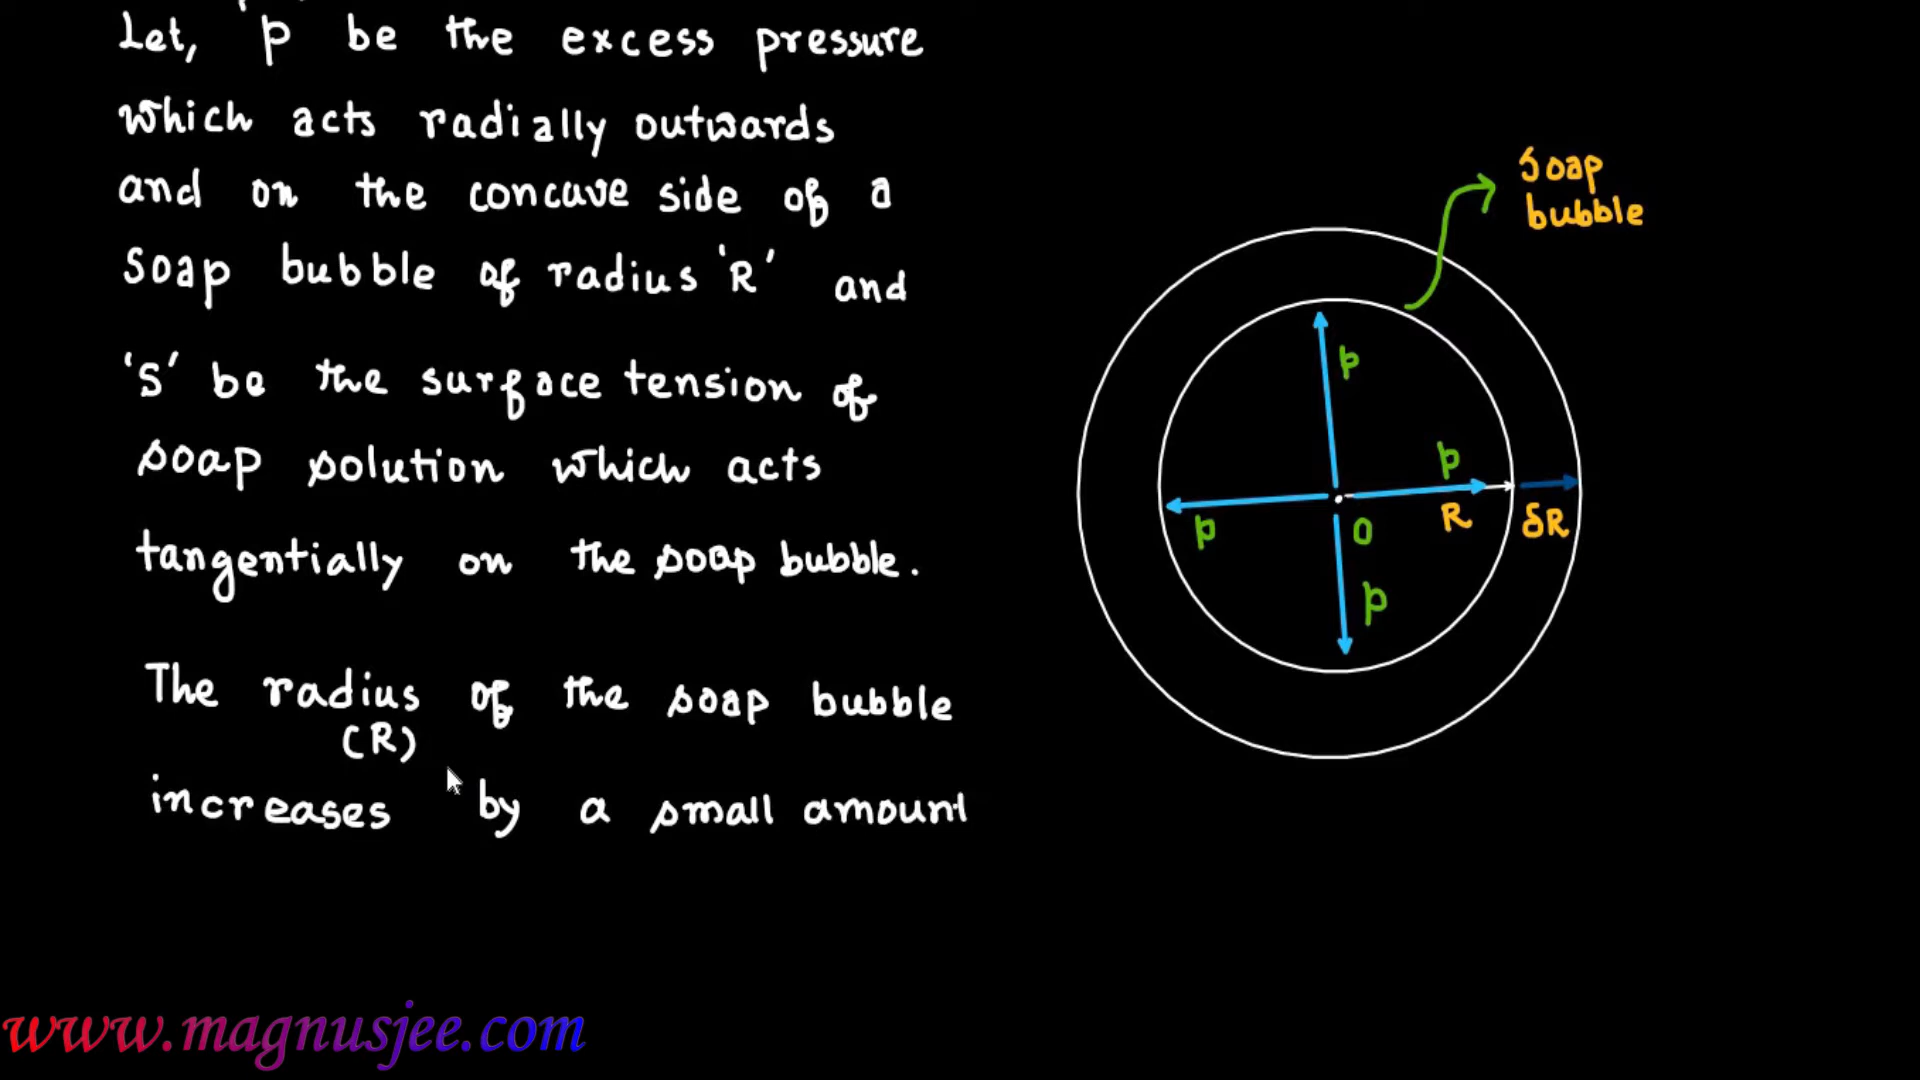 Let, 'p' be the excess pressure
which acts radially outwards
and on the concave side of a
soap bubble of radius 'R' and
'S' be the surface tension of
soap solution which acts
tangentially on the soap bubble.
The radius of the soap bubble
(R)
increases by a small amount
Soap
bubble
p
p
p
R
δR
O
p
www.magnusjee.com